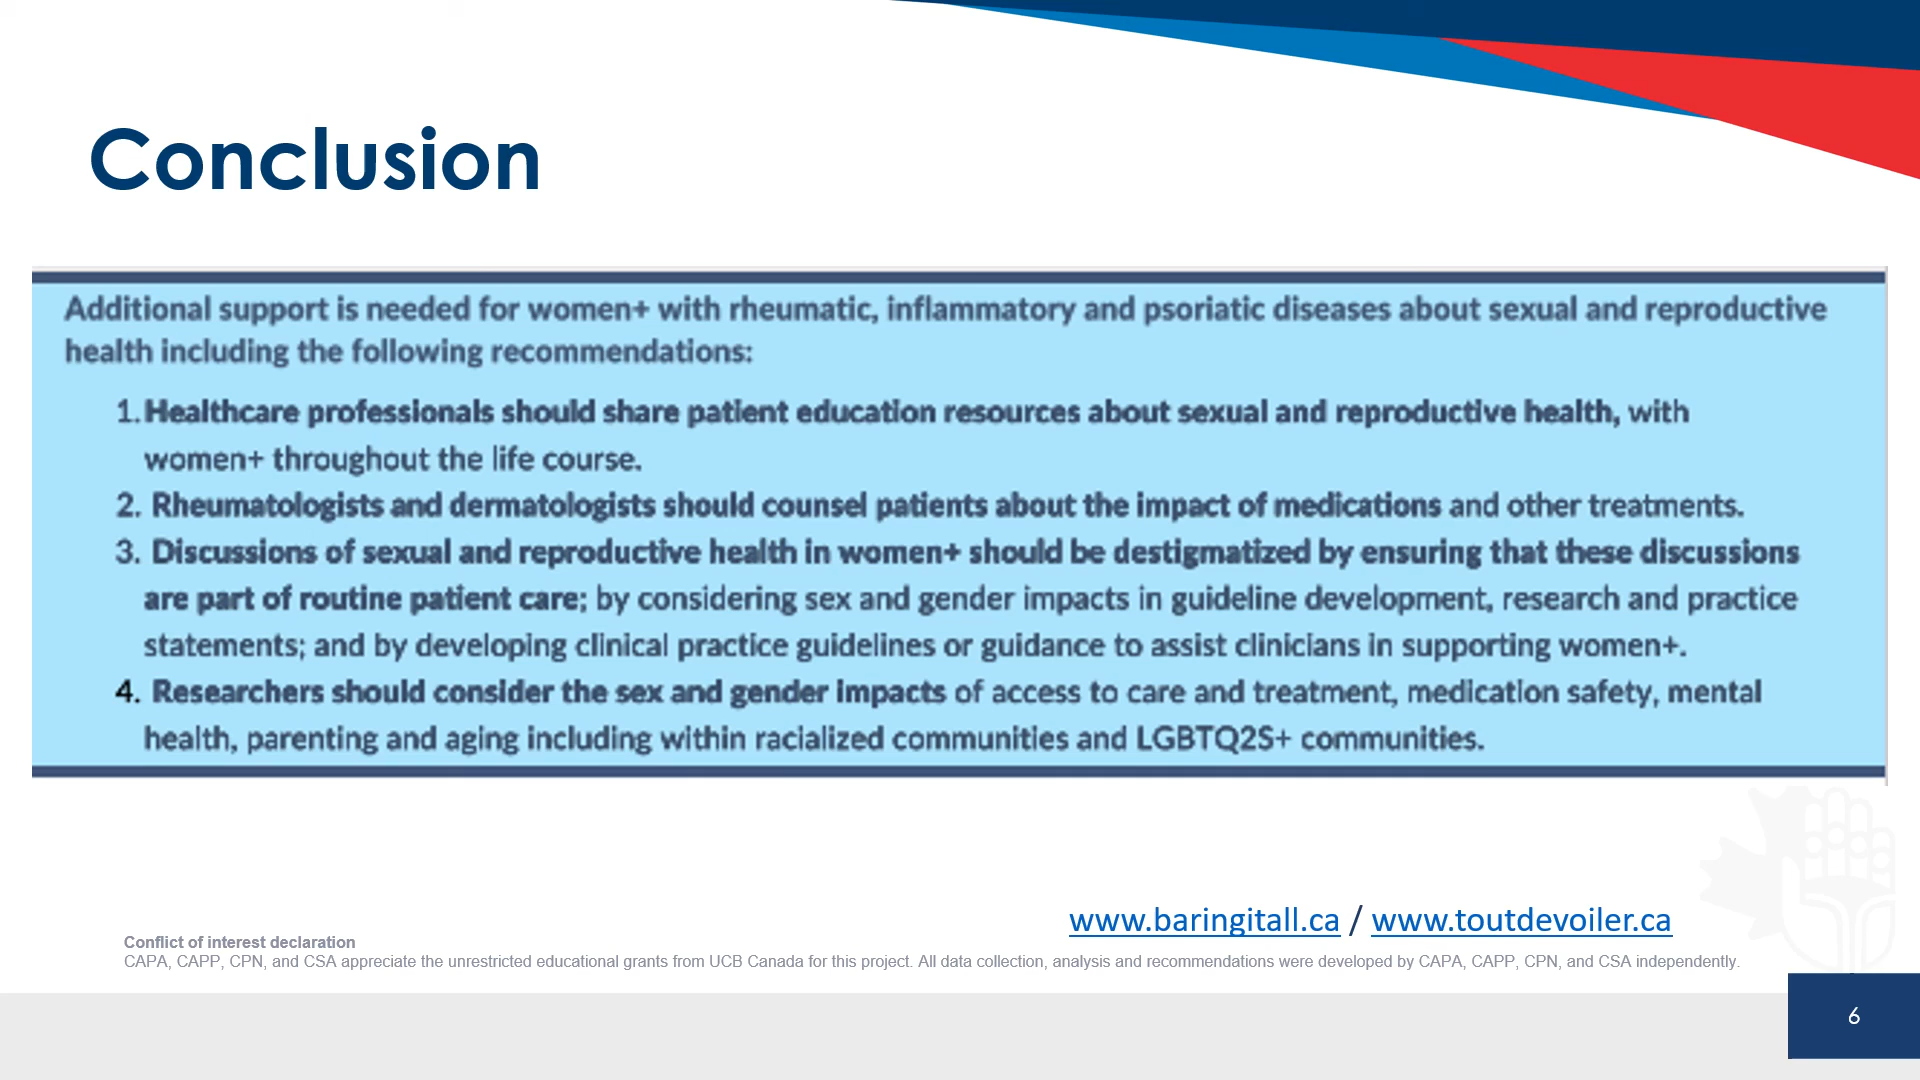 Conclusion
Additional support is needed for women+ with rheumatic, inflammatory and psoriatic diseases about sexual and reproductive
health including the following recommendations:
1. Healthcare professionals should share patient education resources about sexual and reproductive health, with
women+ throughout the life course.
2. Rheumatologists and dermatologists should counsel patients about the impact of medications and other treatments.
3. Discussions of sexual and reproductive health in women+ should be destigmatized by ensuring that these discussions
are part of routine patient care; by considering sex and gender impacts in guideline development, research and practice
statements; and by developing clinical practice guidelines or guidance to assist clinicians in supporting women+.
4. Researchers should consider the sex and gender impacts of access to care and treatment, medication safety, mental
health, parenting and aging including within racialized communities and LGBTQ2S+ communities.
www.baringitall.ca / www.toutdevoiler.ca
Conflict of interest declaration
CAPA, CAPP, CPN, and CSA appreciate the unrestricted educational grants from UCB Canada for this project. All data collection, analysis and recommendations were developed by CAPA, CAPP, CPN, and CSA independently.
6